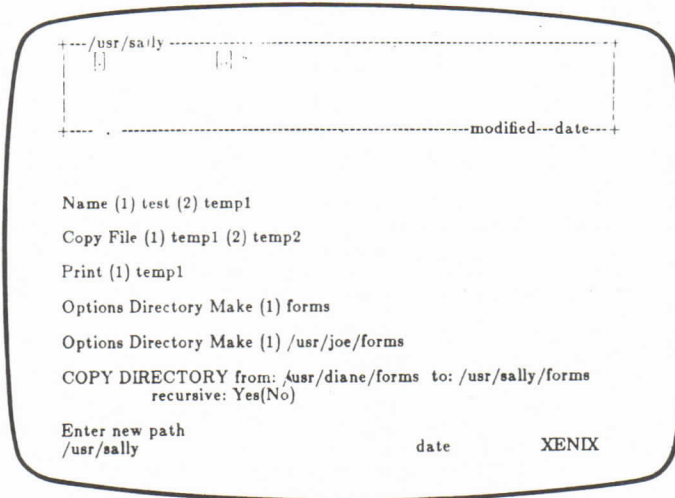 +---/usr/sally ---+
[.] [..]
+--- ---modified---date---+
Name (1) test (2) temp1
Copy File (1) temp1 (2) temp2
Print (1) temp1
Options Directory Make (1) forms
Options Directory Make (1) /usr/joe/forms
COPY DIRECTORY from: /usr/diane/forms to: /usr/sally/forms
recursive: Yes(No)
Enter new path
/usr/sally date XENIX